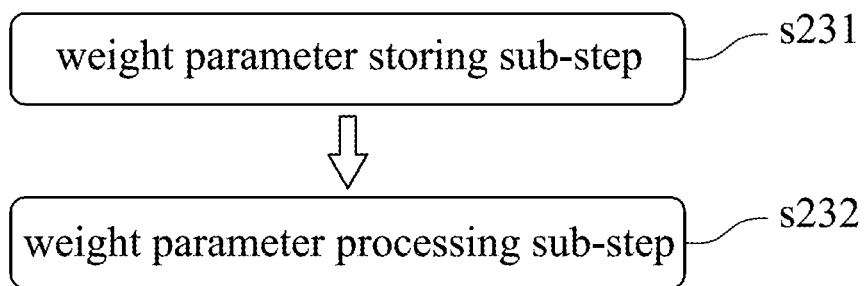 weight parameter storing sub-step
s231
weight parameter processing sub-step
s232